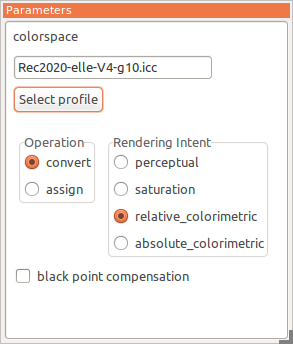 Parameters
colorspace
Rec2020-elle-V4-g10.icc
Select profile
Operation
convert
assign
Rendering Intent
perceptual
saturation
relative_colorimetric
absolute_colorimetric
black point compensation